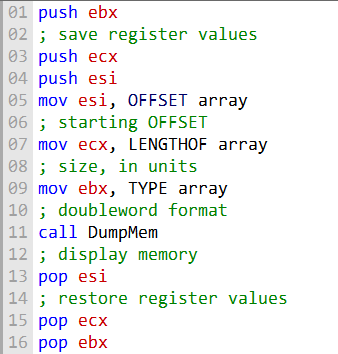 01 push ebx
02 ; save register values
03 push ecx
04 push esi
05 mov esi, OFFSET array
06 ; starting OFFSET
07 mov ecx, LENGTHOF array
08 ; size, in units
09 mov ebx, TYPE array
10 ; doubleword format
11 call DumpMem
12 ; display memory
13 pop esi
14 ; restore register values
15 pop ecx
16 pop ebx